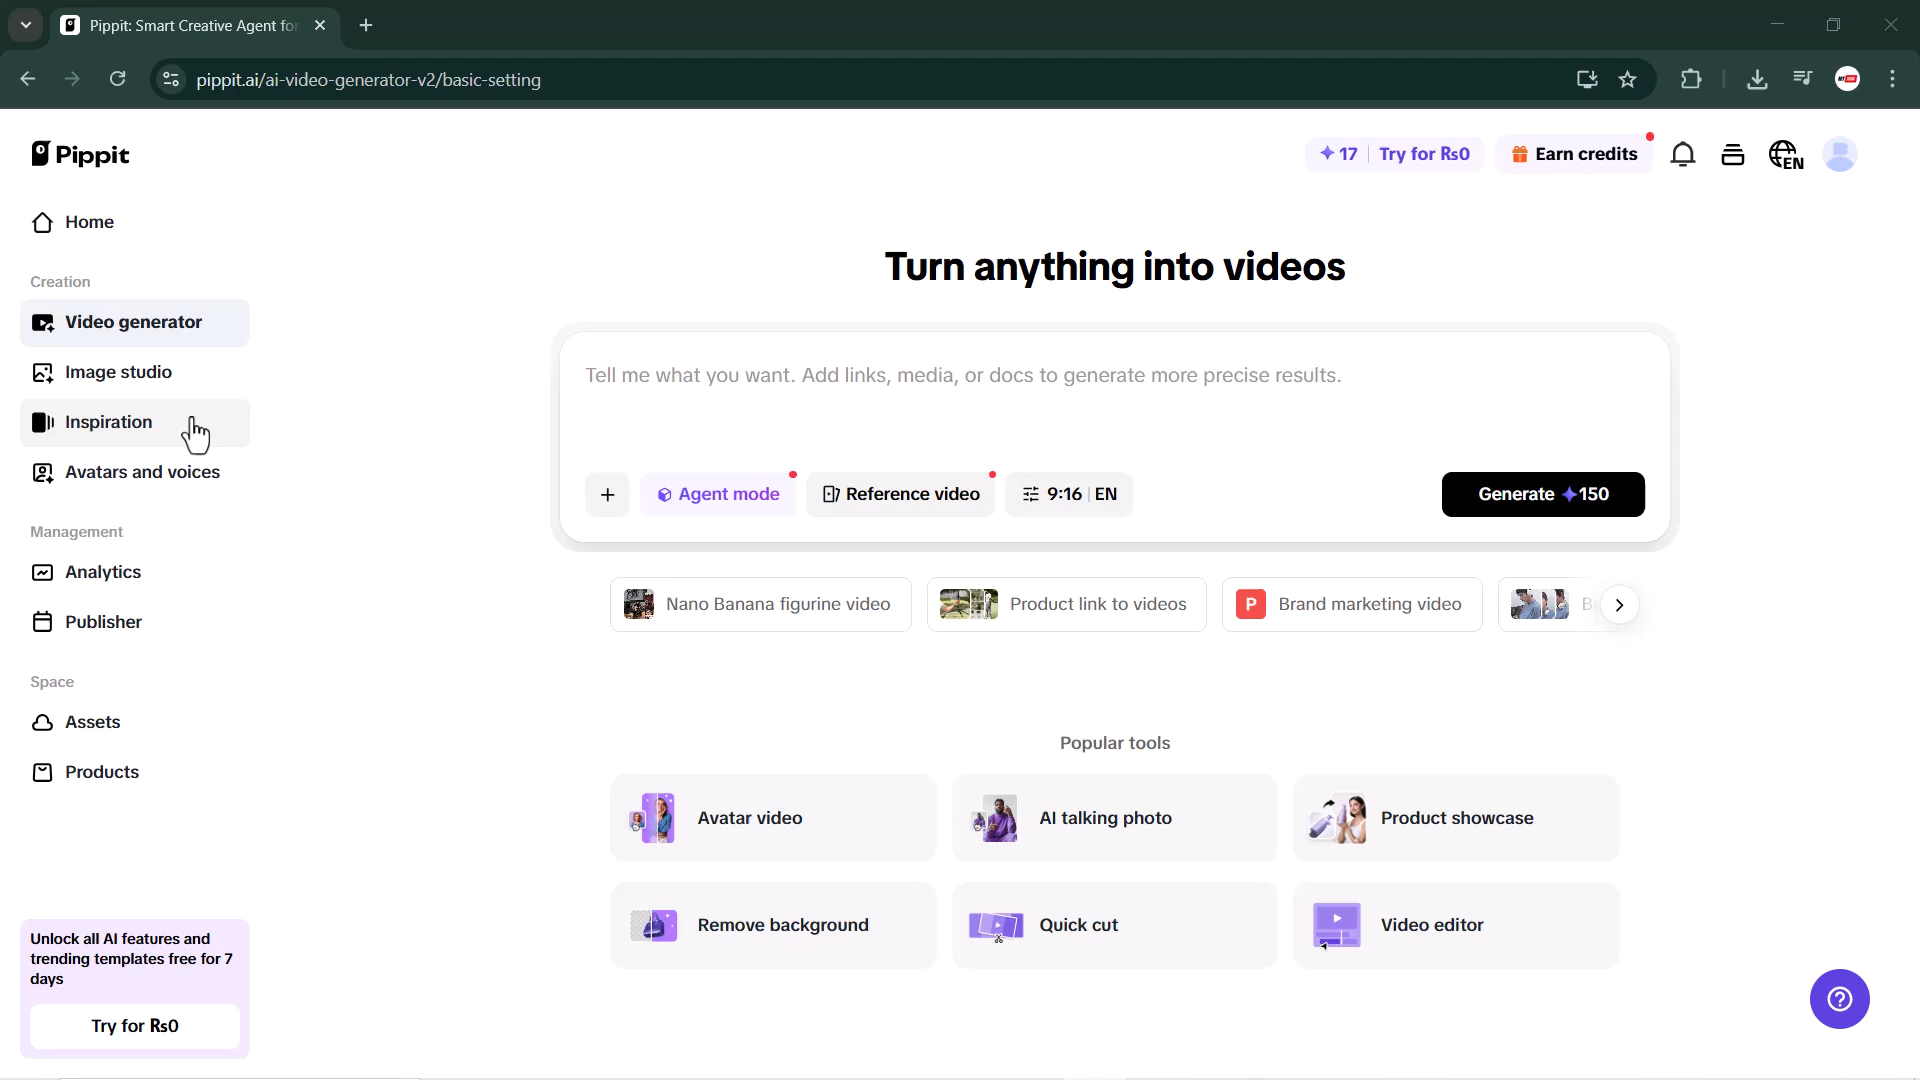 Pippit: Smart Creative Agent for
pippit.ai/ai-video-generator-v2/basic-setting
Pippit
17 | Try for Rs0
Earn credits
EN
Home
Creation
Video generator
Image studio
Inspiration
Avatars and voices
Management
Analytics
Publisher
Space
Assets
Products
Unlock all AI features and
trending templates free for 7
days
Try for Rs0
Turn anything into videos
Tell me what you want. Add links, media, or docs to generate more precise results.
Agent mode
Reference video
9:16 | EN
Generate 150
Nano Banana figurine video
Product link to videos
P Brand marketing video
Popular tools
Avatar video
AI talking photo
Product showcase
Remove background
Quick cut
Video editor